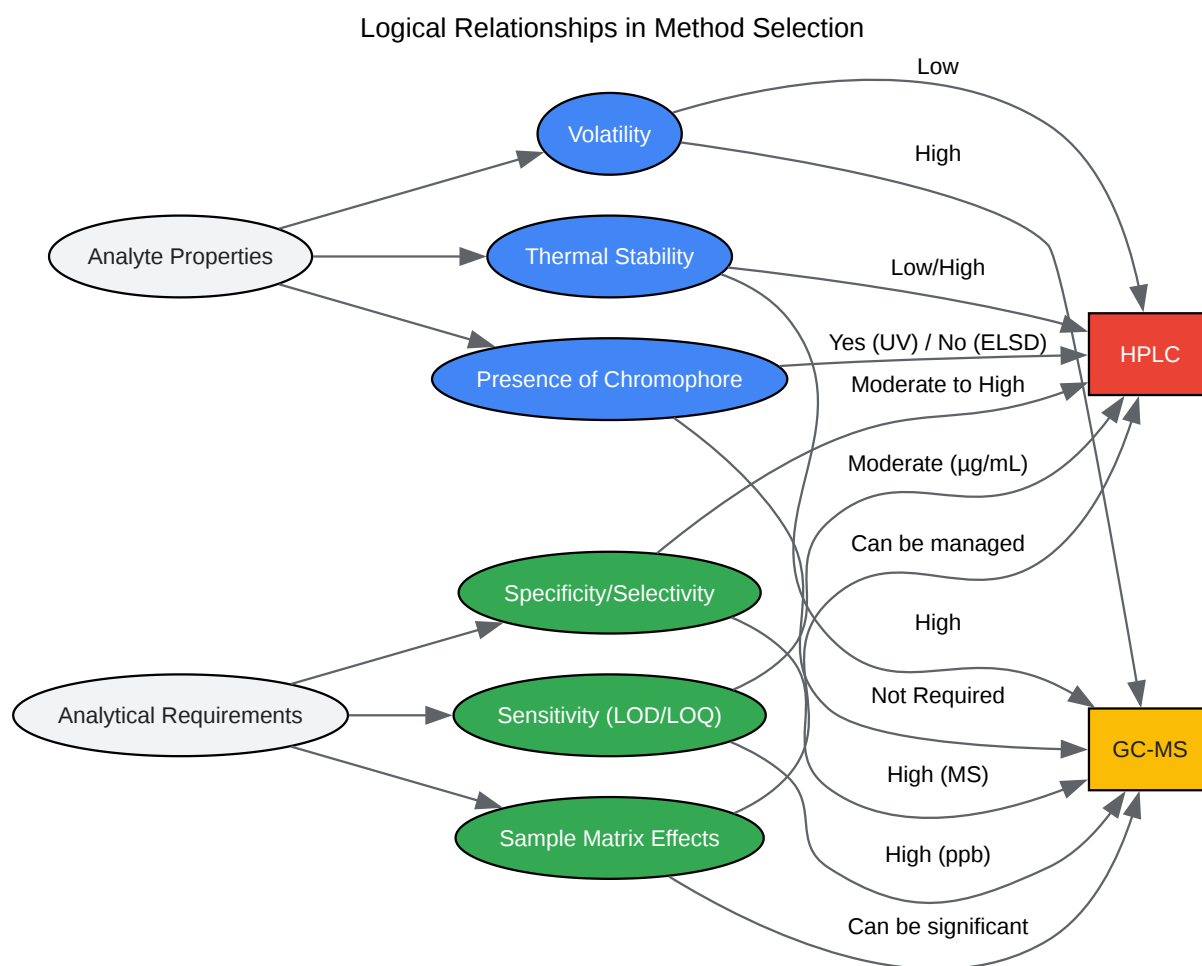 Logical Relationships in Method Selection
Low
Volatility
High
Analyte Properties
Thermal Stability
Low/High
HPLC
Yes (UV) / No (ELSD)
Presence of Chromophore
Moderate to High
Moderate (µg/mL)
Can be managed
Specificity/Selectivity
High
Not Required
Analytical Requirements
Sensitivity (LOD/LOQ)
GC-MS
High (MS)
Sample Matrix Effects
High (ppb)
Can be significant